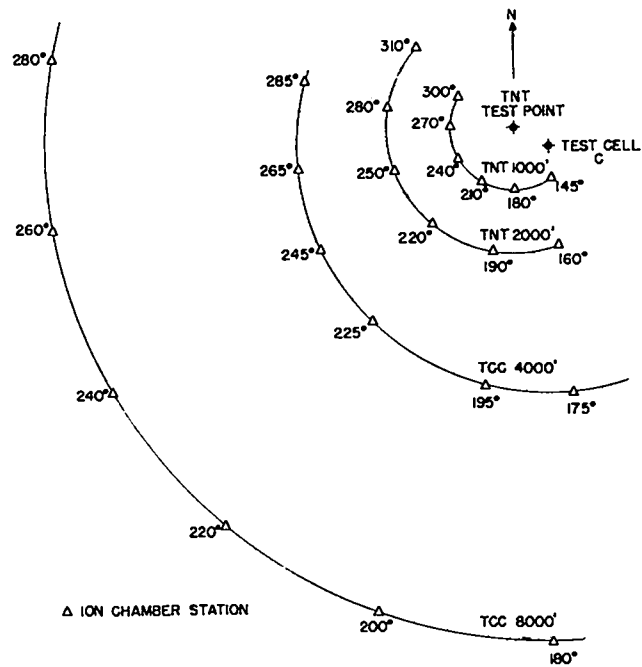 N
310°
280°
285°
300°
TNT
TEST POINT
280°
270°
TEST CELL
C
240°
TNT 1000'
145°
265°
250°
210°
180°
220°
TNT 2000'
260°
245°
190°
160°
225°
TCC 4000'
240°
195°
175°
220°
△ ION CHAMBER STATION
TCC 8000'
200°
180°